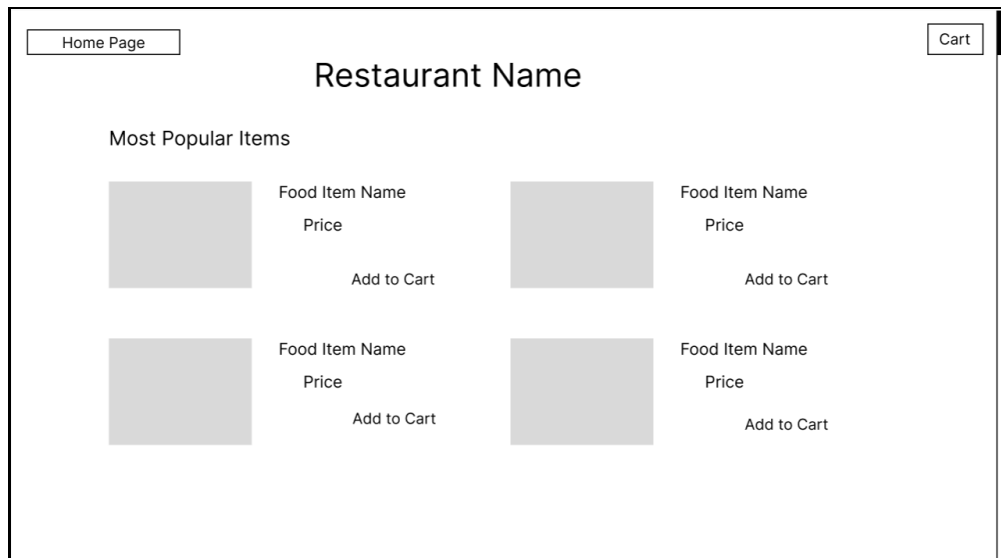 Home Page
Cart
Restaurant Name
Most Popular Items
Food Item Name
Price
Add to Cart
Food Item Name
Price
Add to Cart
Food Item Name
Price
Add to Cart
Food Item Name
Price
Add to Cart